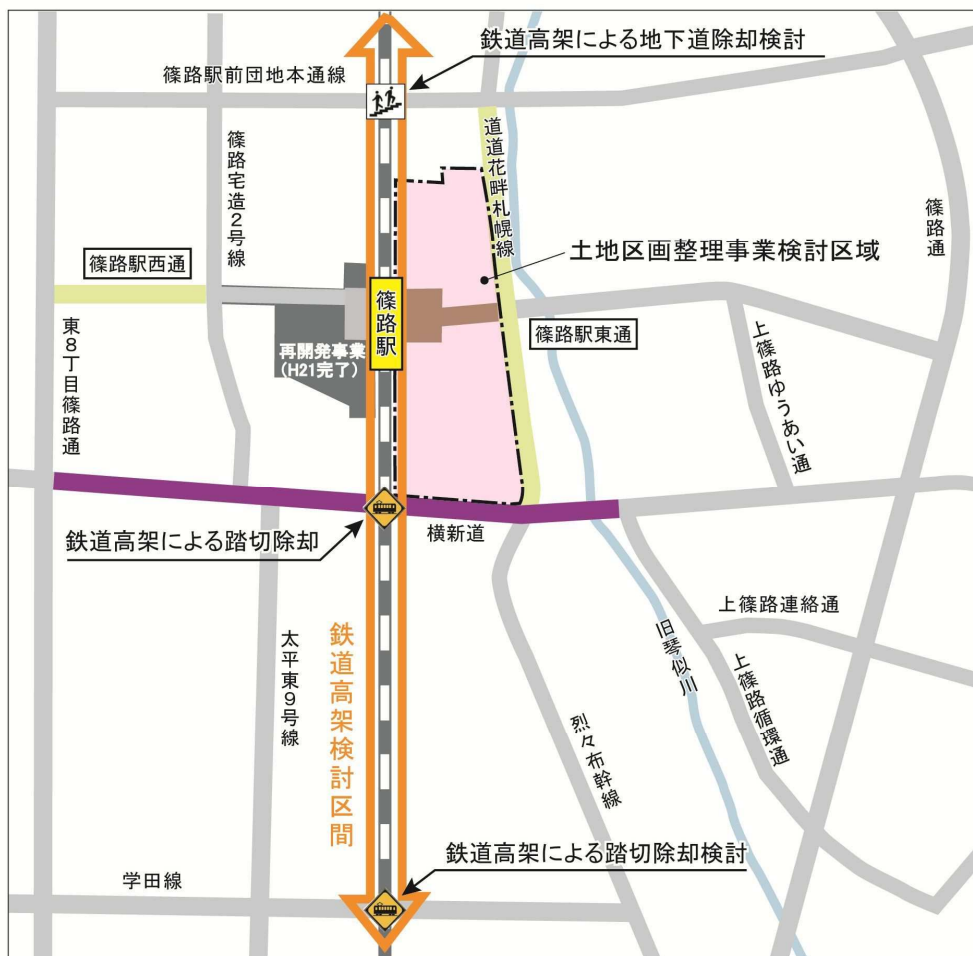 鉄道高架による地下道除却検討
篠路駅前団地本通線
篠路宅造2号線
道道花畔札幌線
篠路通
土地区画整理事業検討区域
篠路駅西通
篠路駅
篠路駅東通
再開発事業
(H21完了)
東8丁目篠路通
上篠路ゆうあい通
横新道
鉄道高架による踏切除却
上篠路連絡通
旧琴似川
太平東9号線
鉄道高架検討区間
上篠路循環通
烈々布幹線
鉄道高架による踏切除却検討
学田線